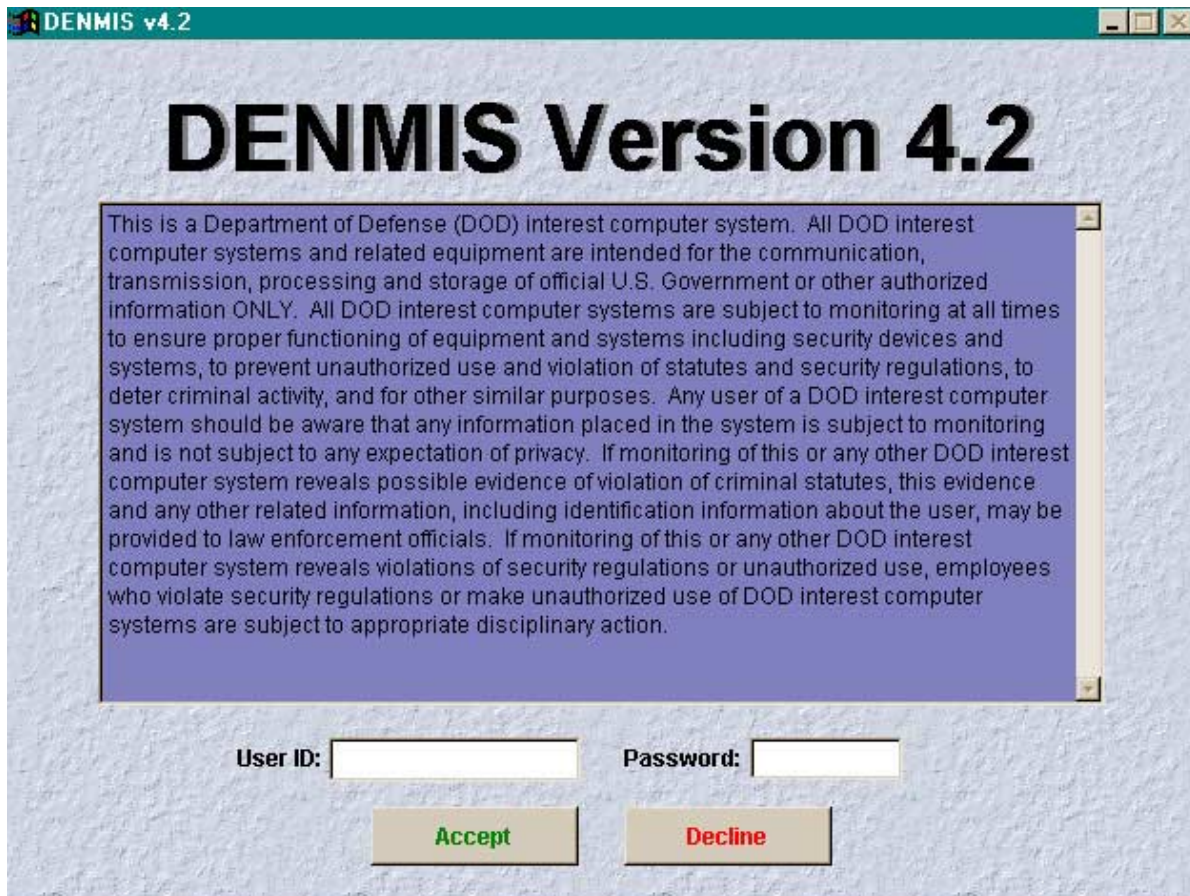 DENMIS v4.2
DENMIS Version 4.2
This is a Department of Defense (DOD) interest computer system.  All DOD interest
computer systems and related equipment are intended for the communication,
transmission, processing and storage of official U.S. Government or other authorized
information ONLY.  All DOD interest computer systems are subject to monitoring at all times
to ensure proper functioning of equipment and systems including security devices and
systems, to prevent unauthorized use and violation of statutes and security regulations, to
deter criminal activity, and for other similar purposes.  Any user of a DOD interest computer
system should be aware that any information placed in the system is subject to monitoring
and is not subject to any expectation of privacy.  If monitoring of this or any other DOD interest
computer system reveals possible evidence of violation of criminal statutes, this evidence
and any other related information, including identification information about the user, may be
provided to law enforcement officials.  If monitoring of this or any other DOD interest
computer system reveals violations of security regulations or unauthorized use, employees
who violate security regulations or make unauthorized use of DOD interest computer
systems are subject to appropriate disciplinary action.
User ID: Password:
Accept Decline